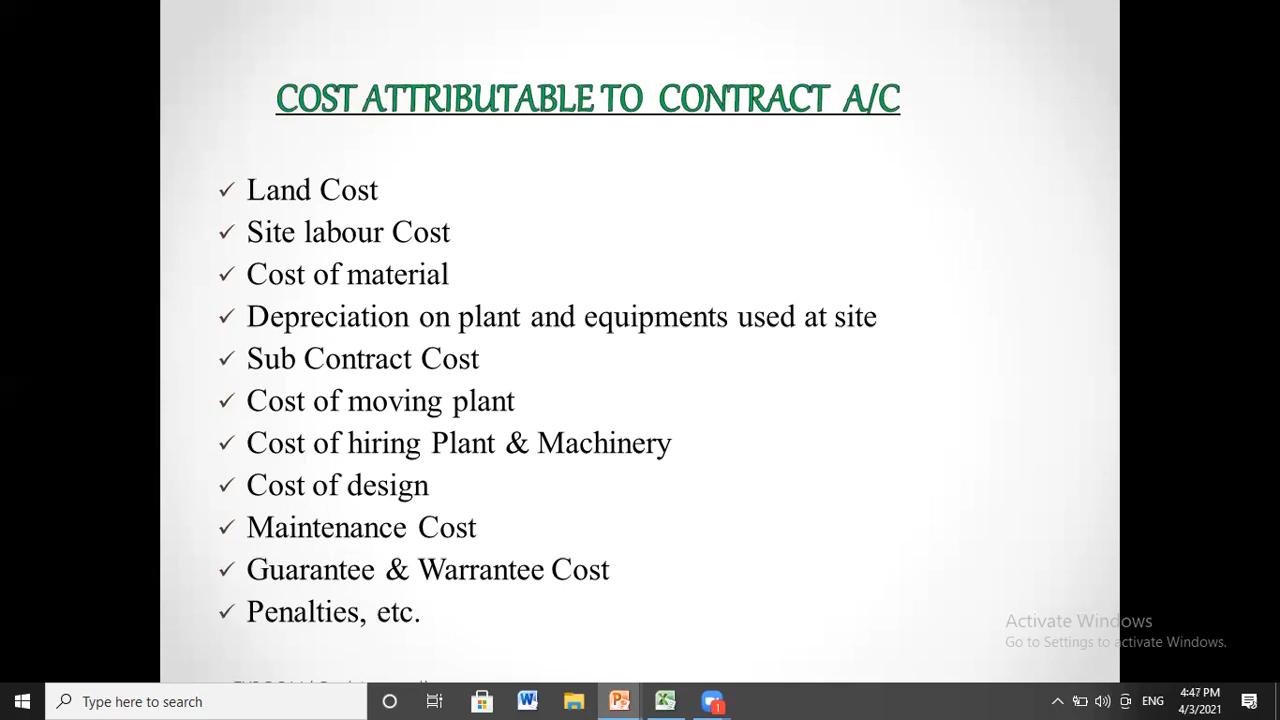 COST ATTRIBUTABLE TO CONTRACT A/C
Land Cost
Site labour Cost
Cost of material
Depreciation on plant and equipments used at site
Sub Contract Cost
Cost of moving plant
Cost of hiring Plant & Machinery
Cost of design
Maintenance Cost
Guarantee & Warrantee Cost
Penalties, etc.
Activate Windows
Go to Settings to activate Windows.
Type here to search
1
ENG
4:47 PM
4/3/2021